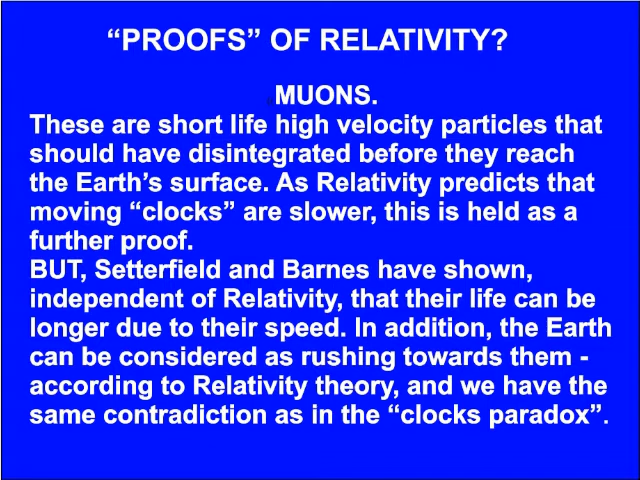 “PROOFS” OF RELATIVITY?
MUONS.
These are short life high velocity particles that
should have disintegrated before they reach
the Earth’s surface. As Relativity predicts that
moving “clocks” are slower, this is held as a
further proof.
BUT, Setterfield and Barnes have shown,
independent of Relativity, that their life can be
longer due to their speed. In addition, the Earth
can be considered as rushing towards them -
according to Relativity theory, and we have the
same contradiction as in the “clocks paradox”.